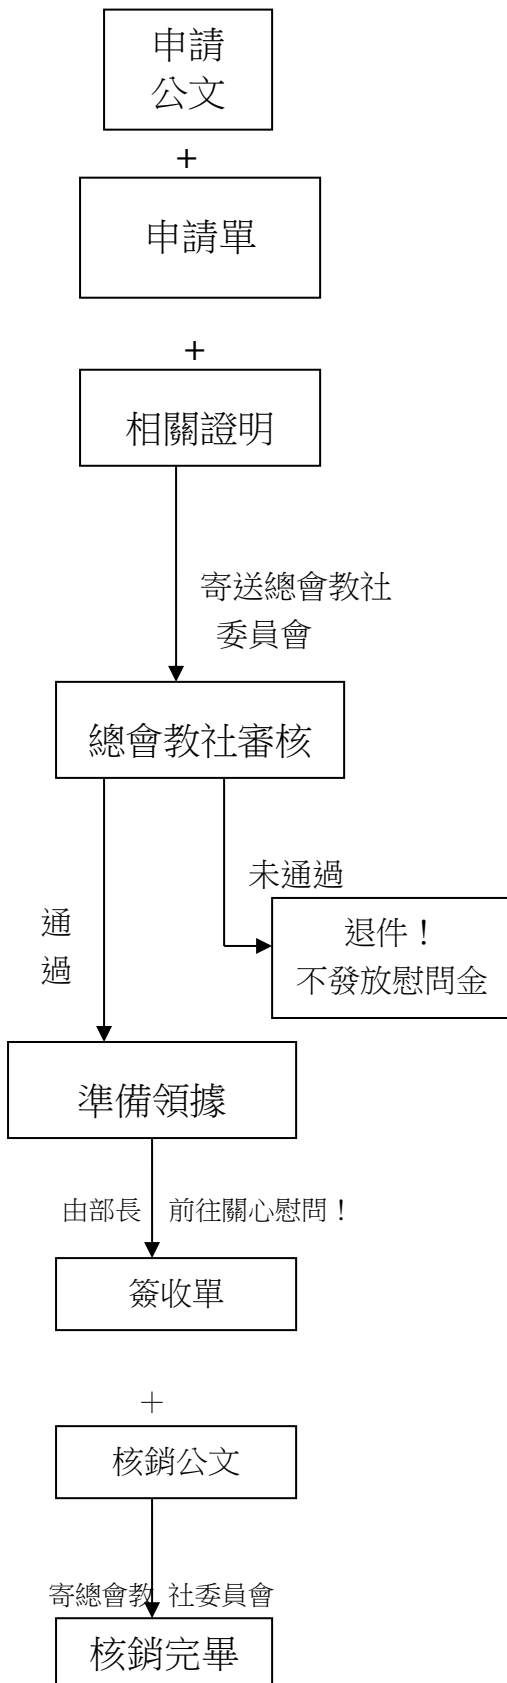 申請
公文
+
申請單
+
相關證明
寄送總會教社
委員會
總會教社審核
未通過
通
過
退件！
不發放慰問金
準備領據
由部長 前往關心慰問！
簽收單
+
核銷公文
寄總會教 社委員會
核銷完畢